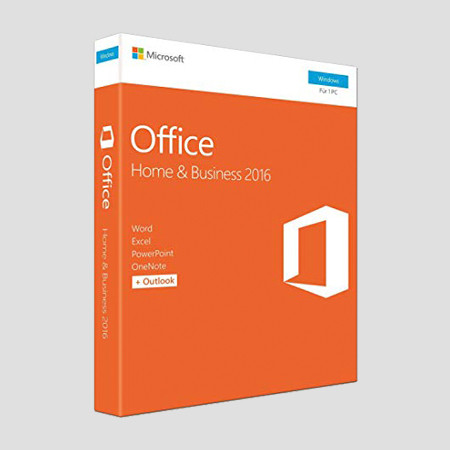 Microsoft
Windows
Für 1 PC
Office
Home & Business 2016
Word
Excel
PowerPoint
OneNote
+ Outlook
Office
Home & Business 2016